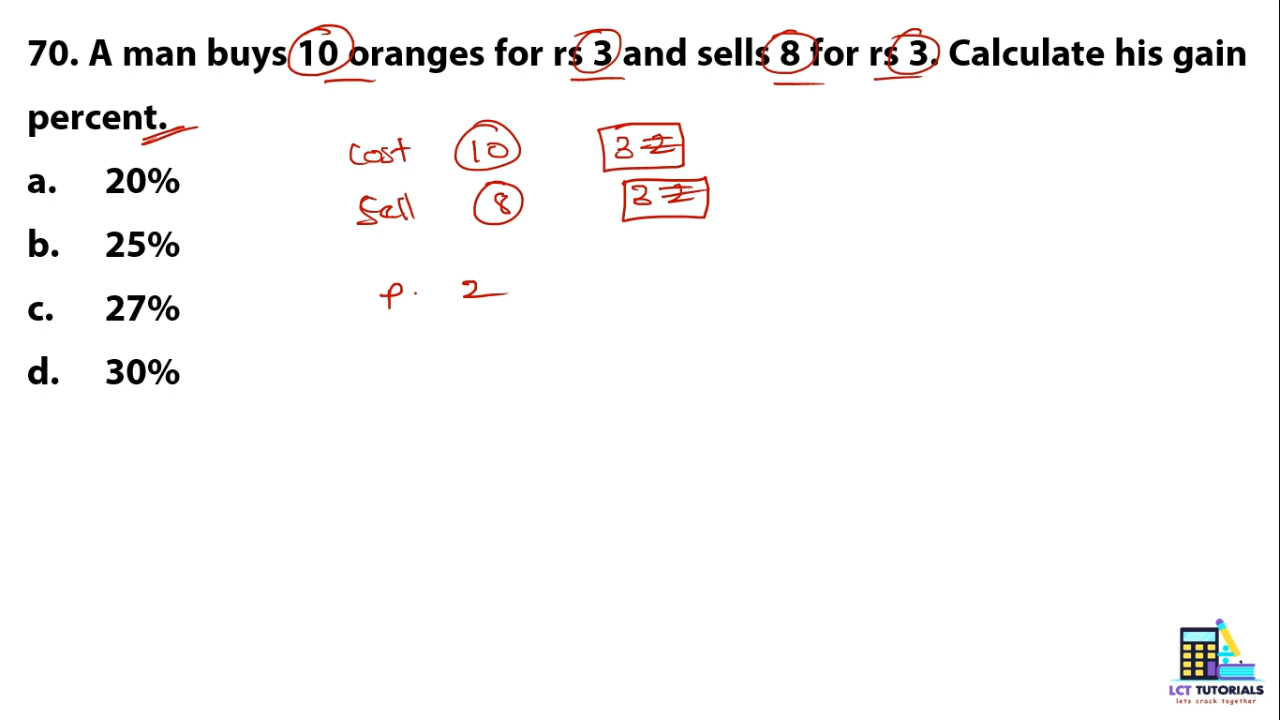 70. A man buys 10 oranges for rs 3 and sells 8 for rs 3. Calculate his gain
percent.
a. 20%
b. 25%
c. 27%
d. 30%
cost 10 3 ₹
sell 8 3 ₹
p. 2
LCT TUTORIALS
lets crack together